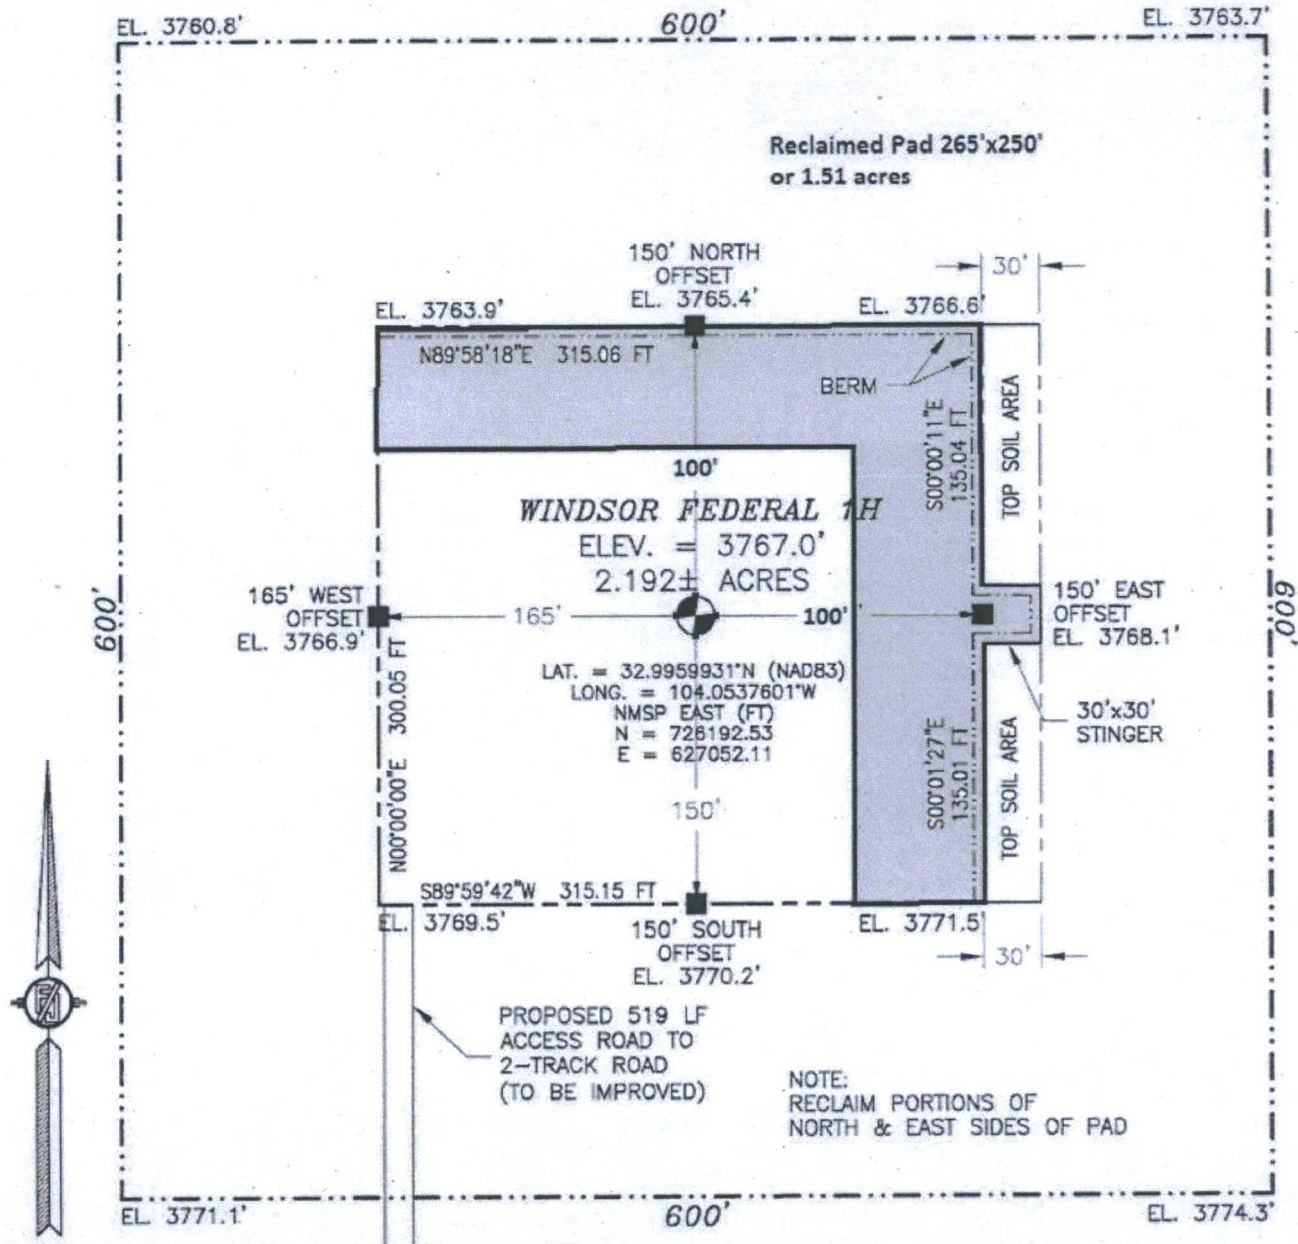 EL. 3760.8'
600'
EL. 3763.7'
Reclaimed Pad 265'x250'
or 1.51 acres
150' NORTH
OFFSET
EL. 3765.4'
30'
EL. 3763.9'
EL. 3766.6'
N89°58'18"E 315.06 FT
BERM
S00°00'11"E
135.04 FT
TOP SOIL AREA
100'
WINDSOR FEDERAL 1H
ELEV. = 3767.0'
2.192± ACRES
600'
165' WEST
OFFSET
EL. 3766.9'
165'
100'
150' EAST
OFFSET
EL. 3768.1'
600'
LAT. = 32.9959931°N (NAD83)
LONG. = 104.0537601°W
NMSP EAST (FT)
N = 726192.53
E = 627052.11
30'x30'
STINGER
N00°00'00"E 300.05 FT
S00°01'27"E
135.01 FT
TOP SOIL AREA
150'
S89°59'42"W 315.15 FT
EL. 3769.5'
150' SOUTH
OFFSET
EL. 3770.2'
EL. 3771.5'
30'
PROPOSED 519 LF
ACCESS ROAD TO
2-TRACK ROAD
(TO BE IMPROVED)
NOTE:
RECLAIM PORTIONS OF
NORTH & EAST SIDES OF PAD
EL. 3771.1'
600'
EL. 3774.3'